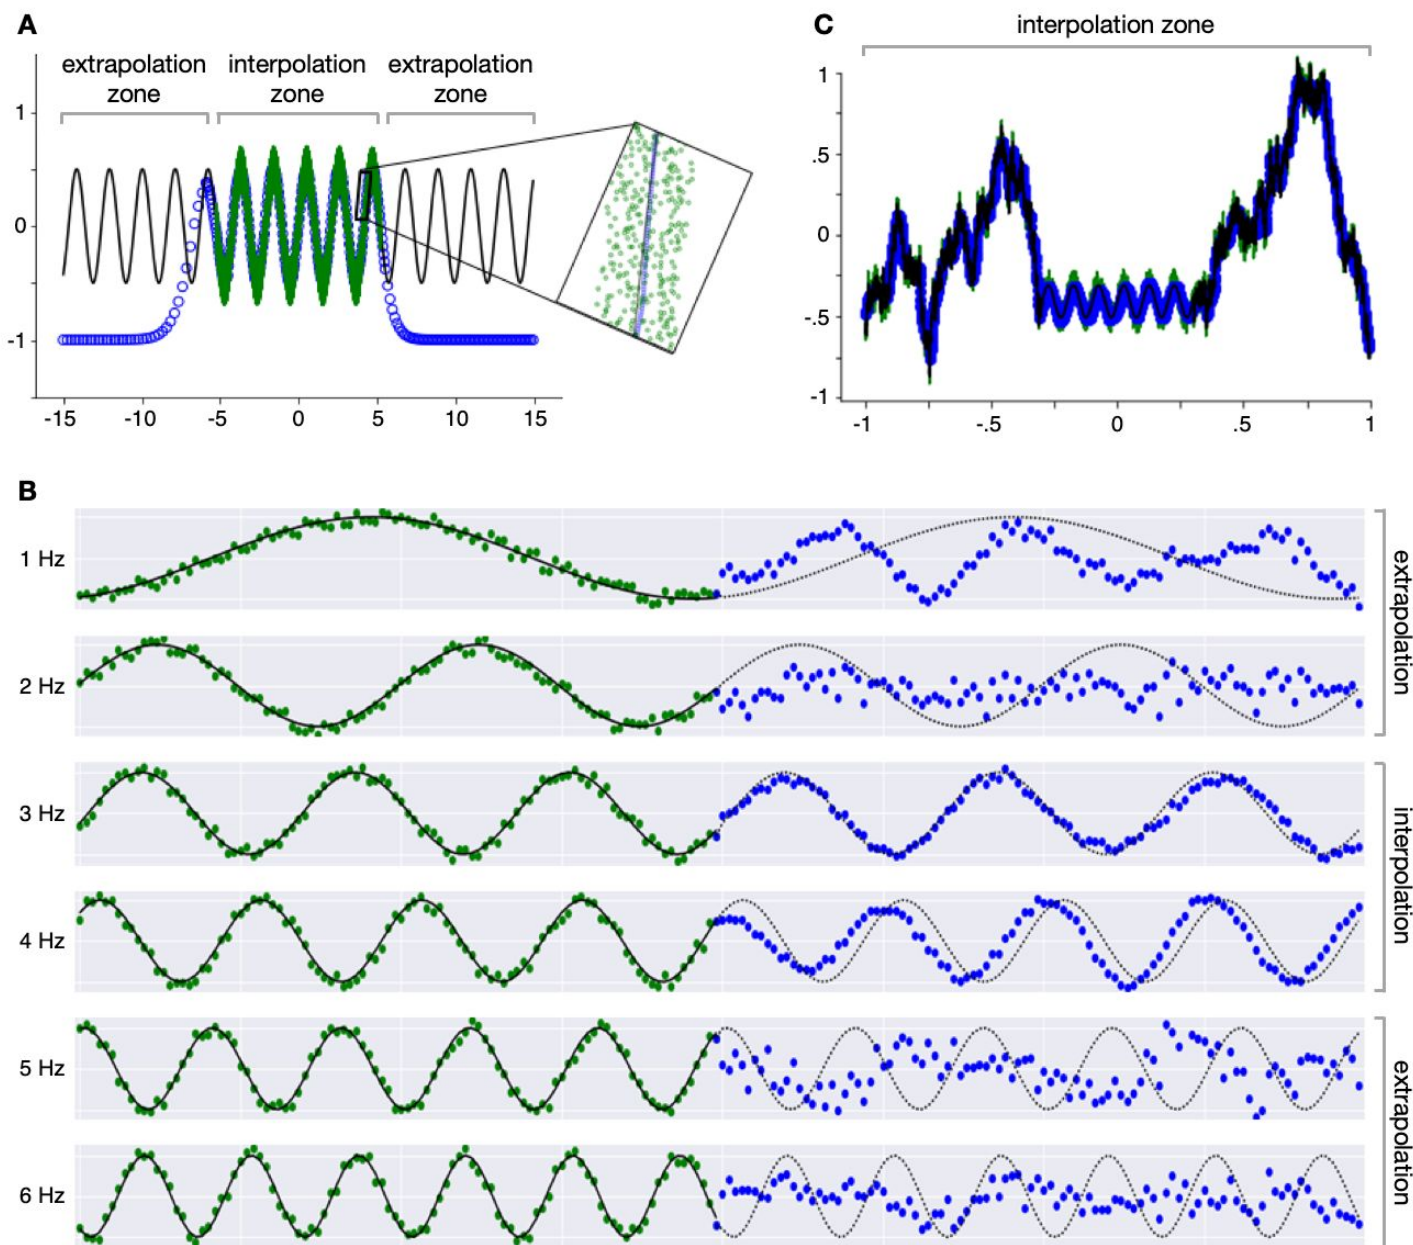 A
extrapolation
zone
interpolation
zone
extrapolation
zone
1
0
-1
-15
-10
-5
0
5
10
15
C
interpolation zone
1
.5
0
-.5
-1
-1
-.5
0
.5
1
B
1 Hz
2 Hz
3 Hz
4 Hz
5 Hz
6 Hz
extrapolation
interpolation
extrapolation